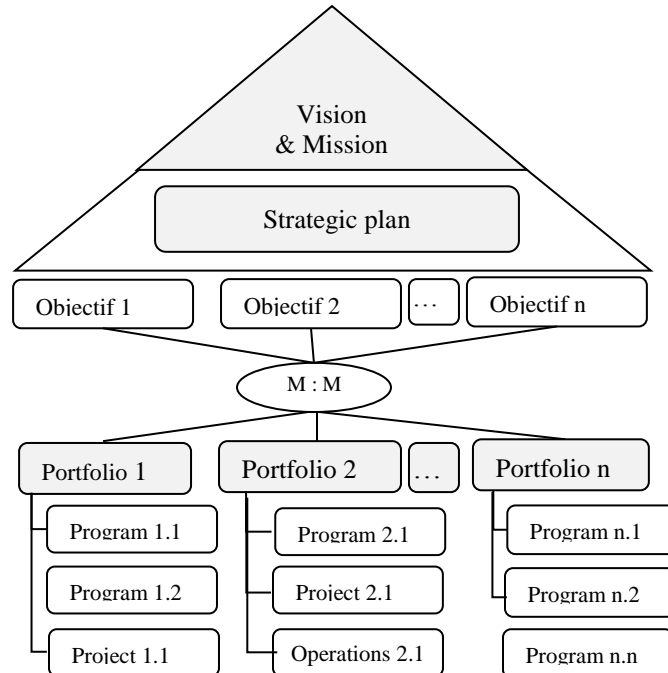 Vision
& Mission
Strategic plan
Objectif 1
Objectif 2
...
Objectif n
M : M
Portfolio 1
Portfolio 2
...
Portfolio n
Program 1.1
Program 2.1
Program n.1
Program 1.2
Project 2.1
Program n.2
Project 1.1
Operations 2.1
Program n.n